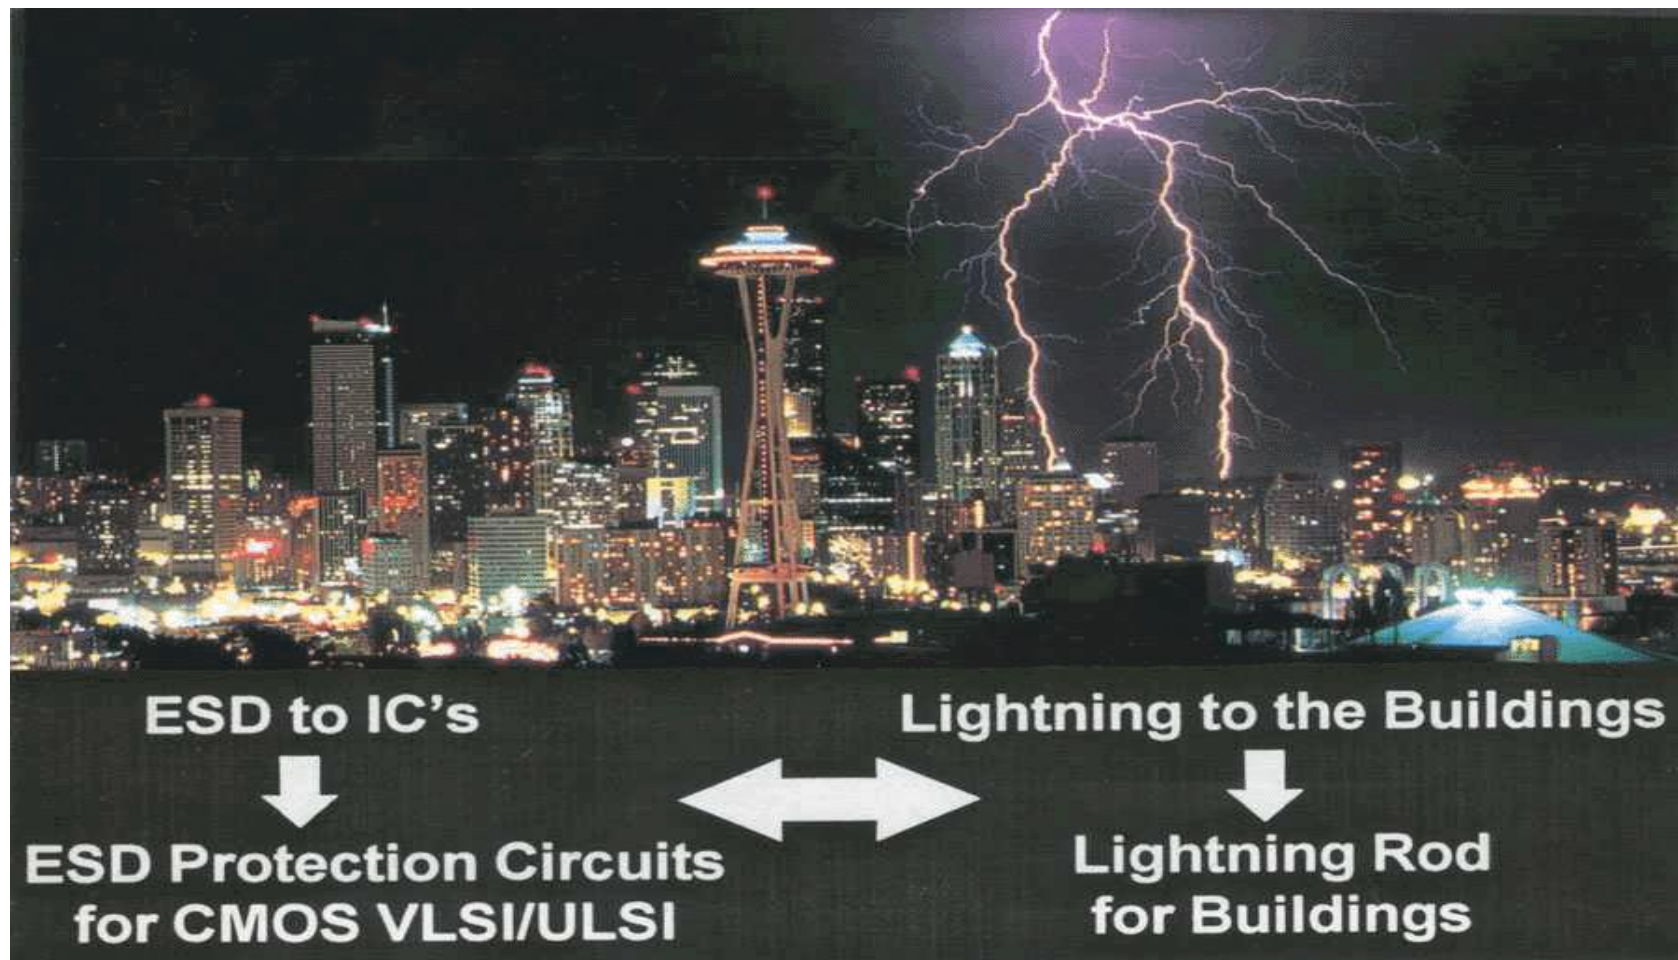 ESD to IC's
ESD Protection Circuits
for CMOS VLSI/ULSI
Lightning to the Buildings
Lightning Rod
for Buildings